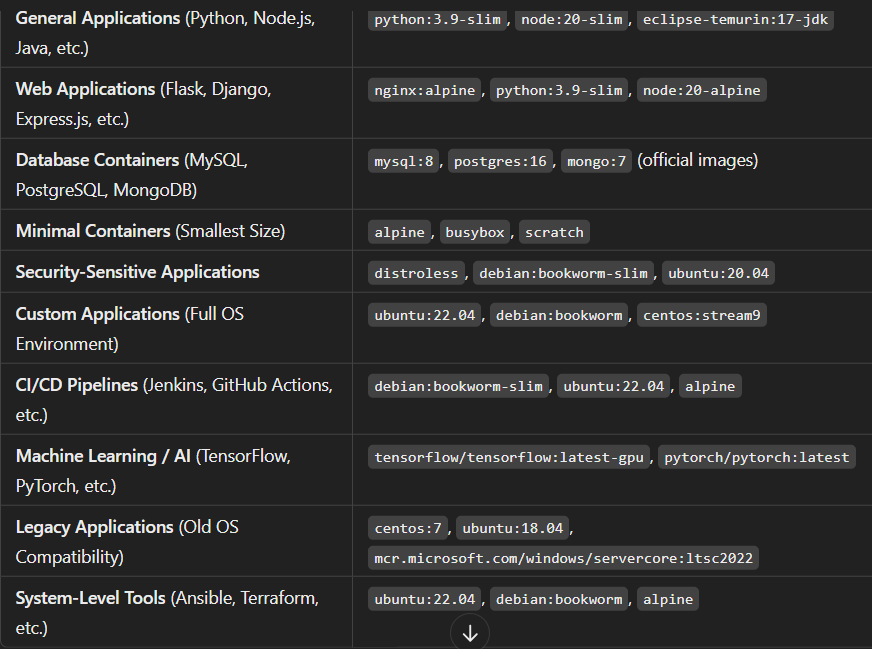 General Applications (Python, Node.js,
Java, etc.)
python:3.9-slim, node:20-slim, eclipse-temurin:17-jdk
Web Applications (Flask, Django,
Express.js, etc.)
nginx:alpine, python:3.9-slim, node:20-alpine
Database Containers (MySQL,
PostgreSQL, MongoDB)
mysql:8, postgres:16, mongo:7 (official images)
Minimal Containers (Smallest Size)
alpine, busybox, scratch
Security-Sensitive Applications
distroless, debian:bookworm-slim, ubuntu:20.04
Custom Applications (Full OS
Environment)
ubuntu:22.04, debian:bookworm, centos:stream9
CI/CD Pipelines (Jenkins, GitHub Actions,
etc.)
debian:bookworm-slim, ubuntu:22.04, alpine
Machine Learning / AI (TensorFlow,
PyTorch, etc.)
tensorflow/tensorflow:latest-gpu, pytorch/pytorch:latest
Legacy Applications (Old OS
Compatibility)
centos:7, ubuntu:18.04,
mcr.microsoft.com/windows/servercore:ltsc2022
System-Level Tools (Ansible, Terraform,
etc.)
ubuntu:22.04, debian:bookworm, alpine